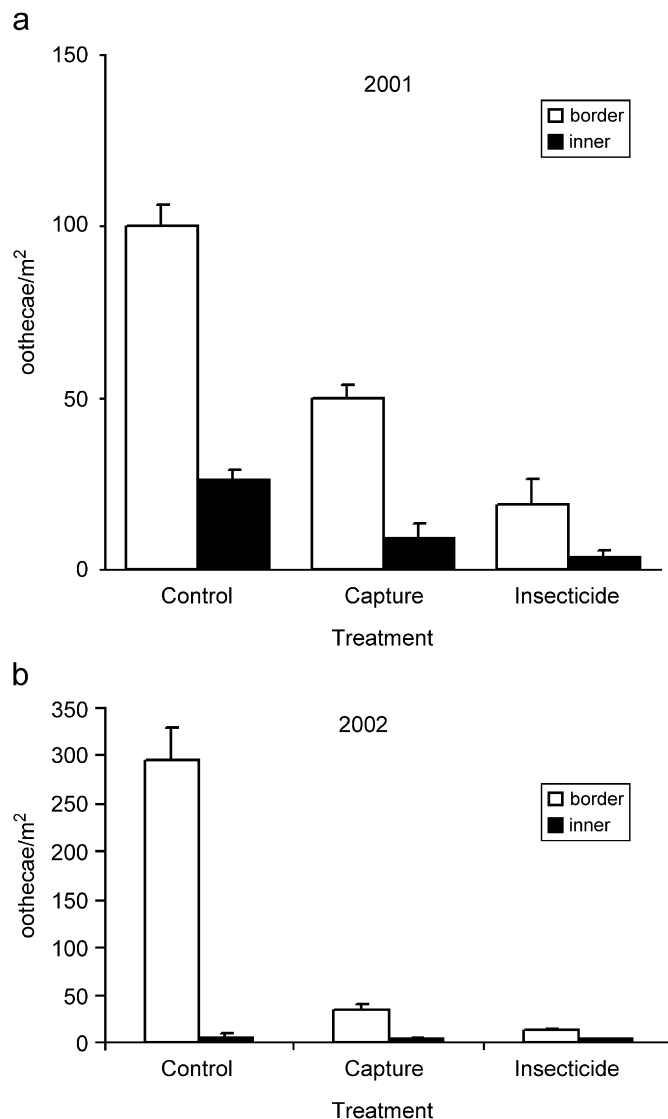 a
150
2001
border
inner
100
oothecae/m²
50
0
Control Capture Insecticide
Treatment
b
350
2002
300
border
250
inner
oothecae/m²
200
150
100
50
0
Control Capture Insecticide
Treatment